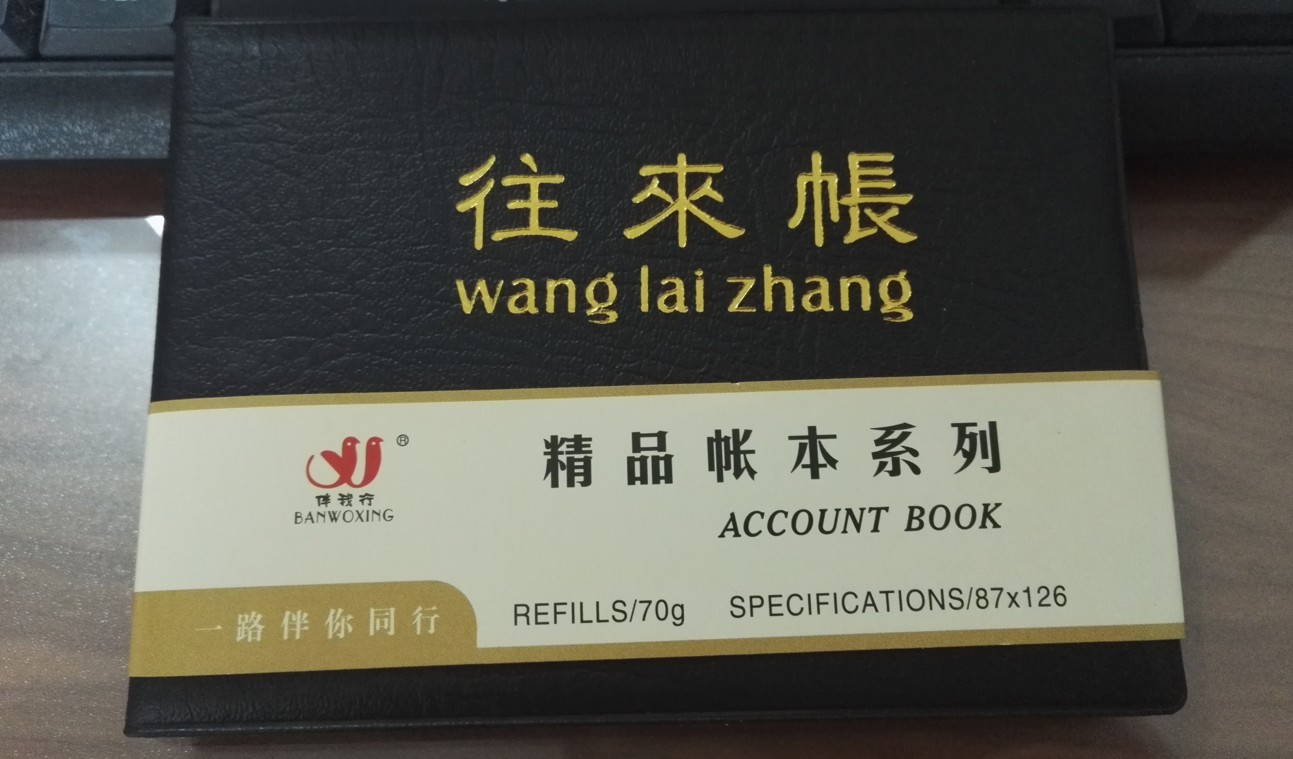 往來帳
wang lai zhang
®
伴我行
BANWOXING
精品帐本系列
ACCOUNT BOOK
REFILLS/70g SPECIFICATIONS/87x126
一路伴你同行